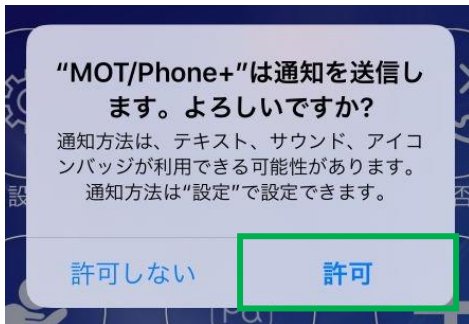 “MOT/Phone+”は通知を送信し
ます。よろしいですか?
通知方法は、テキスト、サウンド、アイコ
ンバッジが利用できる可能性があります。
通知方法は“設定”で設定できます。
設
否
許可しない
許可